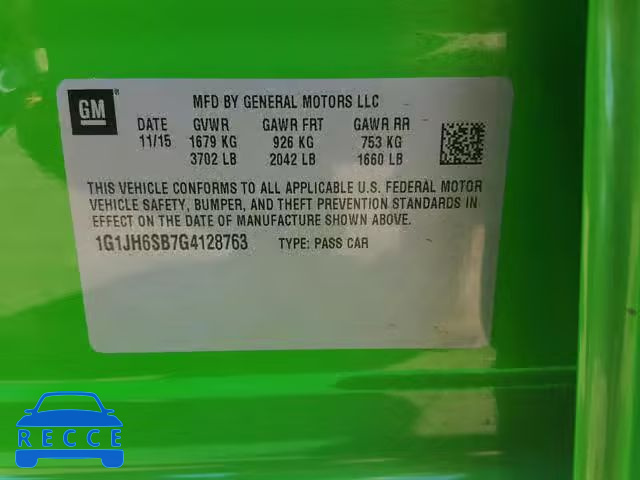 GM
MFD BY GENERAL MOTORS LLC
DATE GVWR GAWR FRT GAWR RR
11/15 1679 KG 926 KG 753 KG
3702 LB 2042 LB 1660 LB
THIS VEHICLE CONFORMS TO ALL APPLICABLE U.S. FEDERAL MOTOR
VEHICLE SAFETY, BUMPER, AND THEFT PREVENTION STANDARDS IN
EFFECT ON THE DATE OF MANUFACTURE SHOWN ABOVE.
1G1JH6SB7G4128763 TYPE: PASS CAR
RECCE